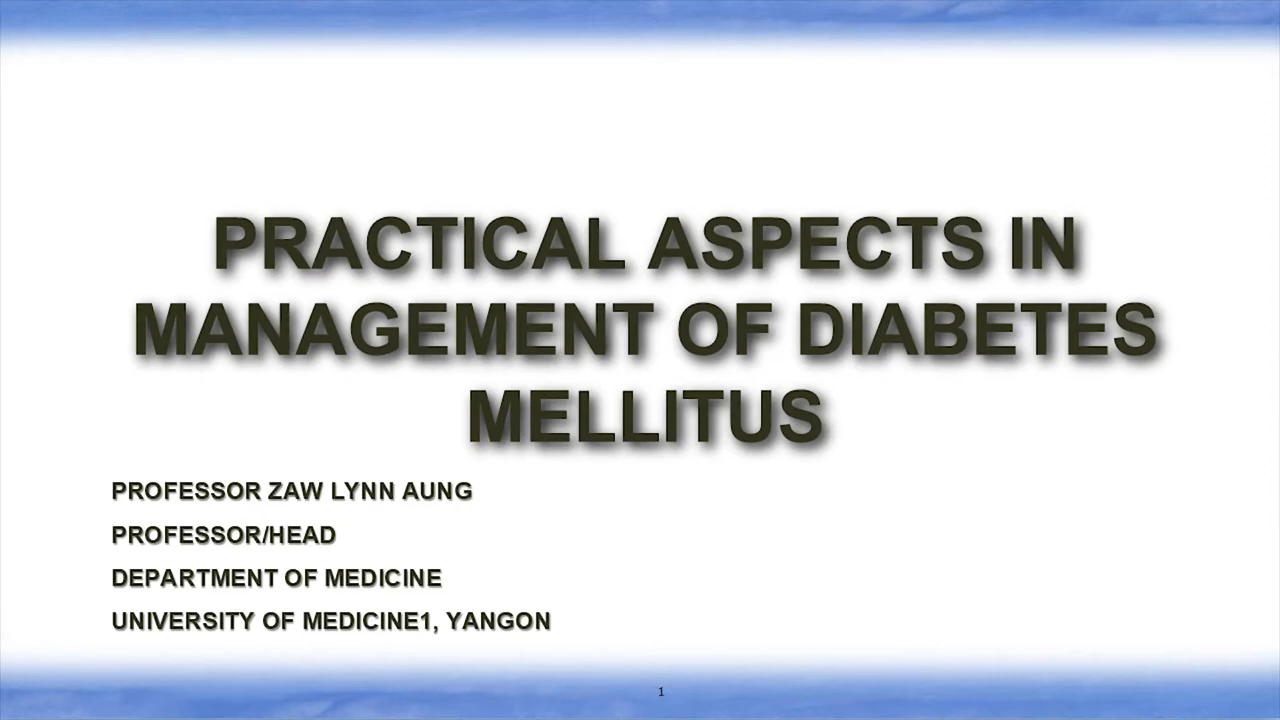 PRACTICAL ASPECTS IN
MANAGEMENT OF DIABETES
MELLITUS
PROFESSOR ZAW LYNN AUNG
PROFESSOR/HEAD
DEPARTMENT OF MEDICINE
UNIVERSITY OF MEDICINE1, YANGON
1